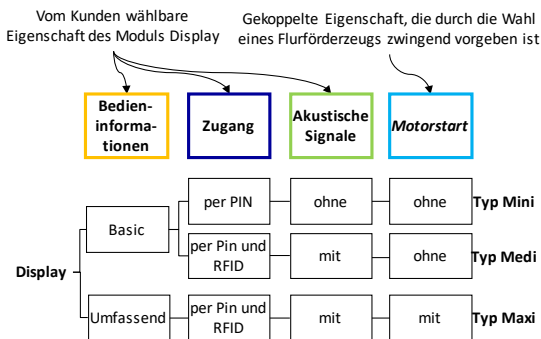 Vom Kunden wählbare
Eigenschaft des Moduls Display
Gekoppelte Eigenschaft, die durch die Wahl
eines Flurförderzeugs zwingend vorgeben ist
Bedien-
informa-
tionen
Zugang
Akustische
Signale
Motorstart
per PIN
ohne
ohne
Typ Mini
Basic
per Pin und
RFID
mit
ohne
Typ Medi
Display
Umfassend
per Pin und
RFID
mit
mit
Typ Maxi